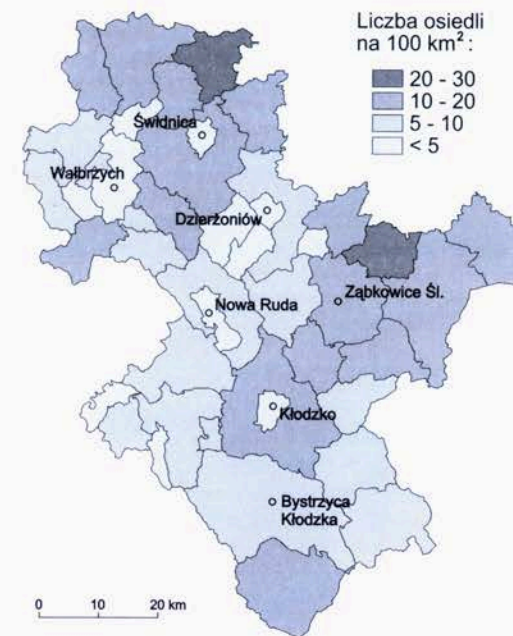 Liczba osiedli
na 100 km²:
20 - 30
10 - 20
5 - 10
< 5
Świdnica
Wałbrzych
Dzierżoniów
Nowa Ruda
Ząbkowice Śl.
Kłodzko
Bystrzyca
Kłodzka
0 10 20 km